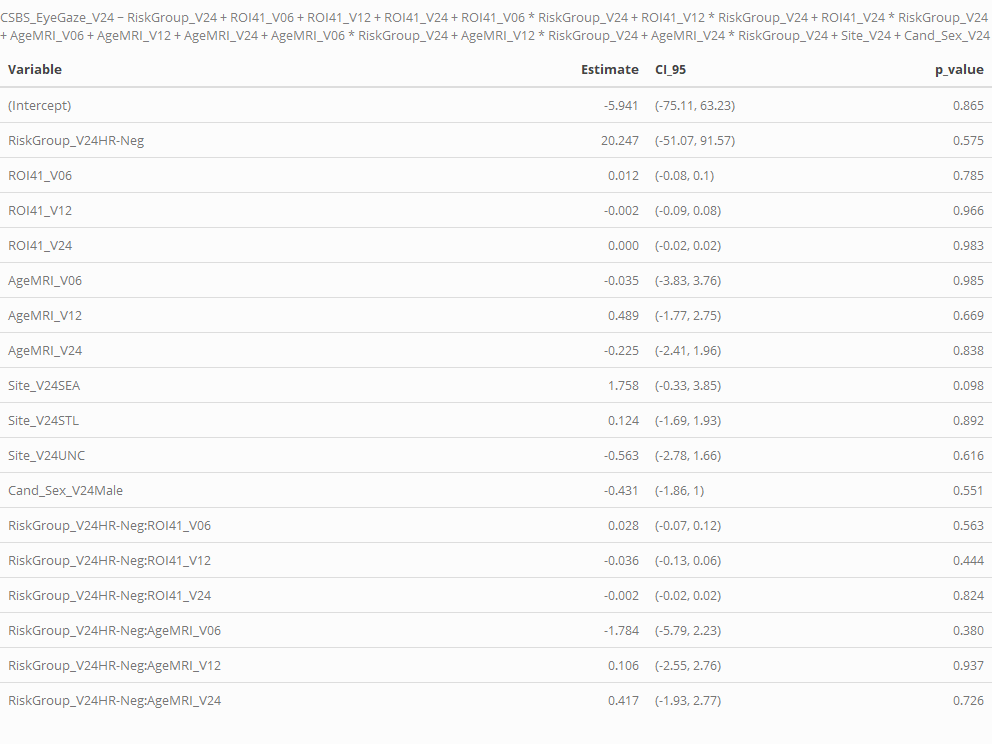 CSBS_EyeGaze_V24 ~ RiskGroup_V24 + ROI41_V06 + ROI41_V12 + ROI41_V24 + ROI41_V06 * RiskGroup_V24 + ROI41_V12 * RiskGroup_V24 + ROI41_V24 * RiskGroup_V24
+ AgeMRI_V06 + AgeMRI_V12 + AgeMRI_V24 + AgeMRI_V06 * RiskGroup_V24 + AgeMRI_V12 * RiskGroup_V24 + AgeMRI_V24 * RiskGroup_V24 + Site_V24 + Cand_Sex_V24
Variable Estimate CI_95 p_value
(Intercept) -5.941 (-75.11, 63.23) 0.865
RiskGroup_V24HR-Neg 20.247 (-51.07, 91.57) 0.575
ROI41_V06 0.012 (-0.08, 0.1) 0.785
ROI41_V12 -0.002 (-0.09, 0.08) 0.966
ROI41_V24 0.000 (-0.02, 0.02) 0.983
AgeMRI_V06 -0.035 (-3.83, 3.76) 0.985
AgeMRI_V12 0.489 (-1.77, 2.75) 0.669
AgeMRI_V24 -0.225 (-2.41, 1.96) 0.838
Site_V24SEA 1.758 (-0.33, 3.85) 0.098
Site_V24STL 0.124 (-1.69, 1.93) 0.892
Site_V24UNC -0.563 (-2.78, 1.66) 0.616
Cand_Sex_V24Male -0.431 (-1.86, 1) 0.551
RiskGroup_V24HR-Neg:ROI41_V06 0.028 (-0.07, 0.12) 0.563
RiskGroup_V24HR-Neg:ROI41_V12 -0.036 (-0.13, 0.06) 0.444
RiskGroup_V24HR-Neg:ROI41_V24 -0.002 (-0.02, 0.02) 0.824
RiskGroup_V24HR-Neg:AgeMRI_V06 -1.784 (-5.79, 2.23) 0.380
RiskGroup_V24HR-Neg:AgeMRI_V12 0.106 (-2.55, 2.76) 0.937
RiskGroup_V24HR-Neg:AgeMRI_V24 0.417 (-1.93, 2.77) 0.726